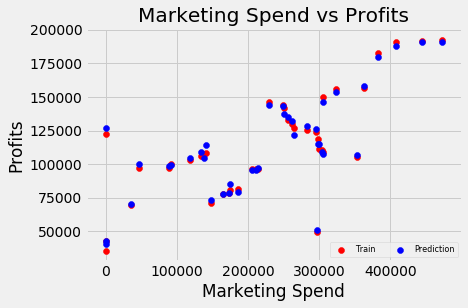 Marketing Spend vs Profits
200000
175000
150000
125000
100000
75000
50000
Profits
0 100000 200000 300000 400000
Marketing Spend
Train Prediction